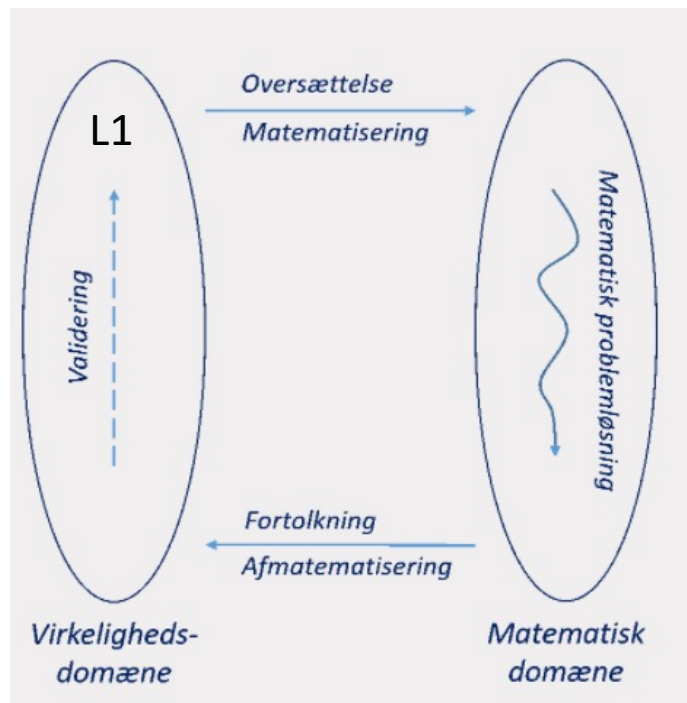 Oversættelse
Matematisering
L1
Validering
Matematisk problemløsning
Fortolkning
Afmatematisering
Virkeligheds-
domæne
Matematisk
domæne